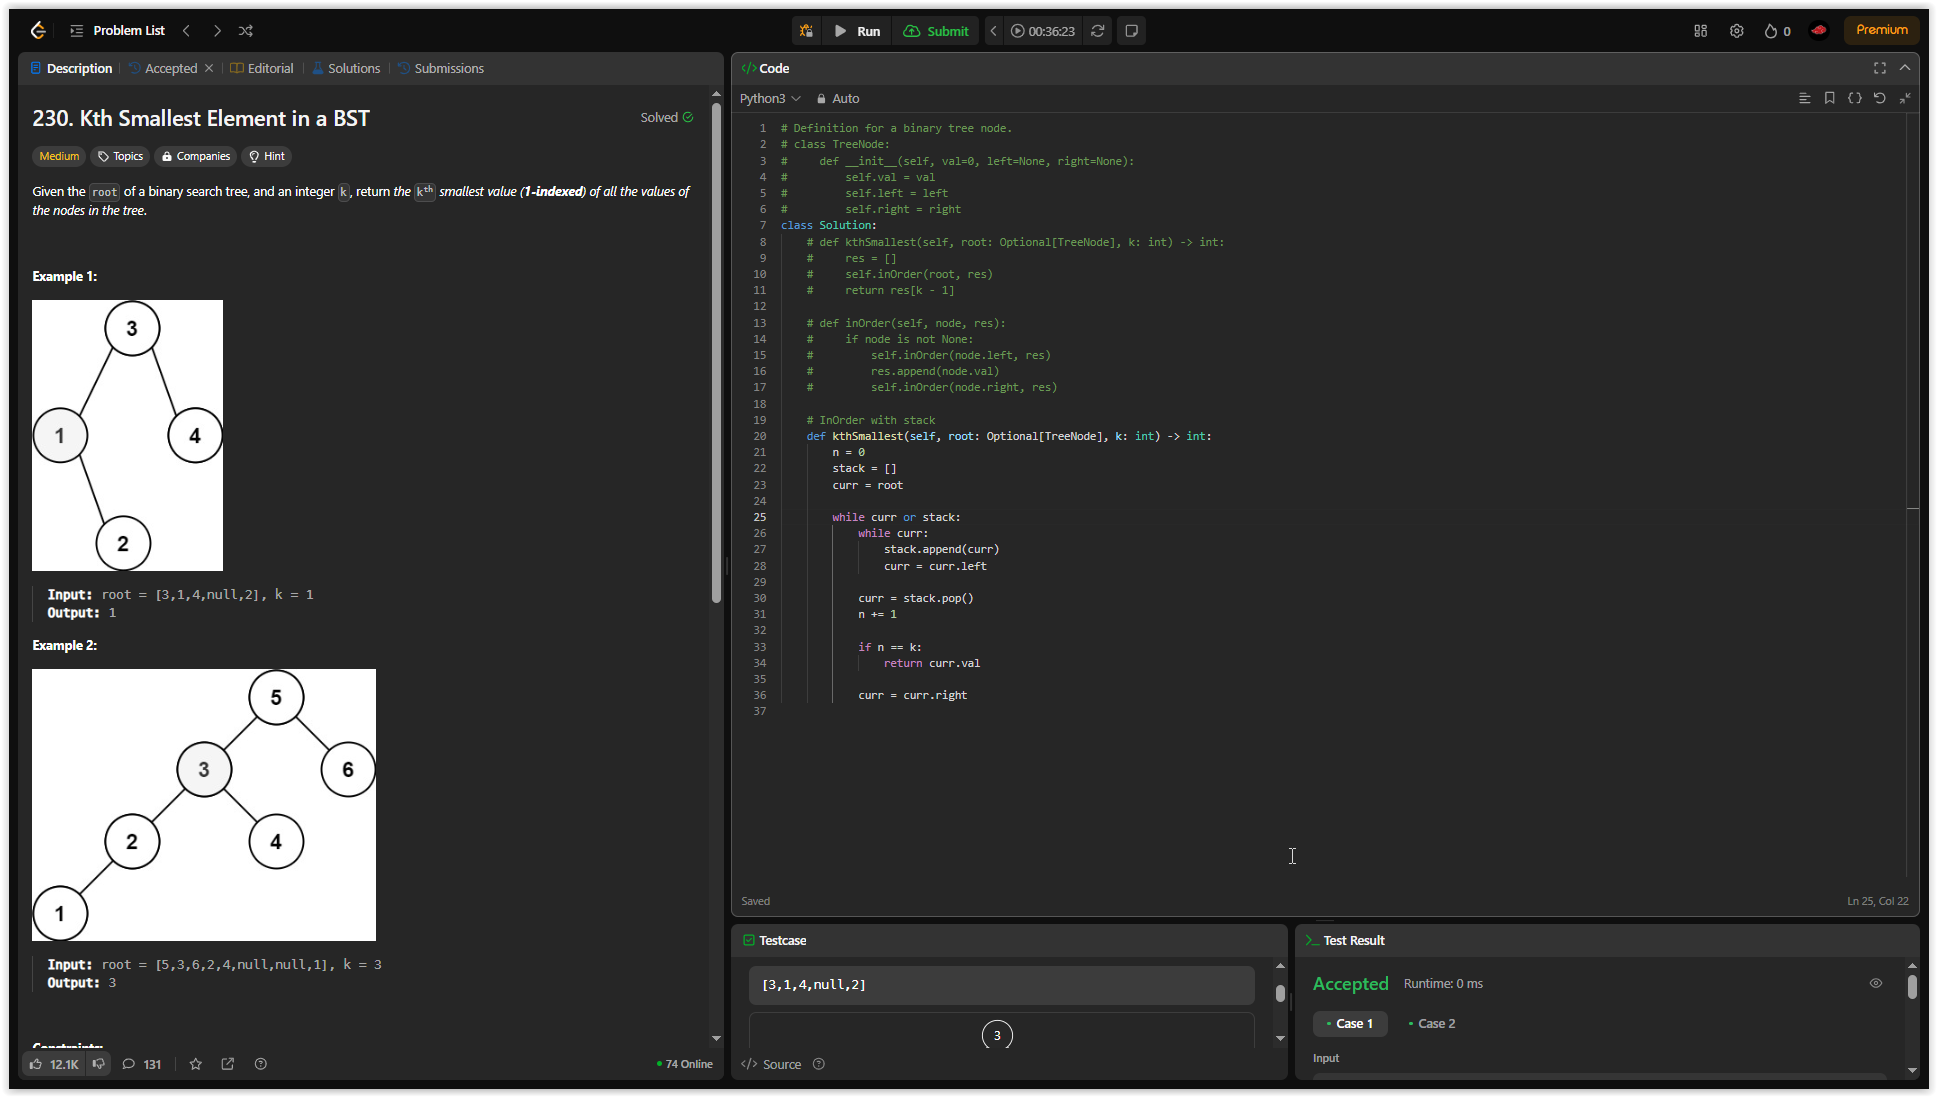 Problem List
Run
Submit
00:36:23
0
Premium
Description
Accepted
Editorial
Solutions
Submissions
230. Kth Smallest Element in a BST
Solved
Medium
Topics
Companies
Hint
Given the root of a binary search tree, and an integer k, return the kth smallest value (1-indexed) of all the values of
the nodes in the tree.
Example 1:
3
1
4
2
Input: root = [3,1,4,null,2], k = 1
Output: 1
Example 2:
5
3
6
2
4
1
Input: root = [5,3,6,2,4,null,null,1], k = 3
Output: 3
Constraints:
12.1K
131
74 Online
</> Code
Python3
Auto
1 # Definition for a binary tree node.
2 # class TreeNode:
3 #     def __init__(self, val=0, left=None, right=None):
4 #         self.val = val
5 #         self.left = left
6 #         self.right = right
7 class Solution:
8     # def kthSmallest(self, root: Optional[TreeNode], k: int) -> int:
9     #     res = []
10     #     self.inOrder(root, res)
11     #     return res[k - 1]
12
13     # def inOrder(self, node, res):
14     #     if node is not None:
15     #         self.inOrder(node.left, res)
16     #         res.append(node.val)
17     #         self.inOrder(node.right, res)
18
19     # InOrder with stack
20     def kthSmallest(self, root: Optional[TreeNode], k: int) -> int:
21         n = 0
22         stack = []
23         curr = root
24
25         while curr or stack:
26             while curr:
27                 stack.append(curr)
28                 curr = curr.left
29
30             curr = stack.pop()
31             n += 1
32
33             if n == k:
34                 return curr.val
35
36             curr = curr.right
37
Saved
Ln 25, Col 22
Testcase
[3,1,4,null,2]
3
</> Source
Test Result
Accepted
Runtime: 0 ms
Case 1
Case 2
Input